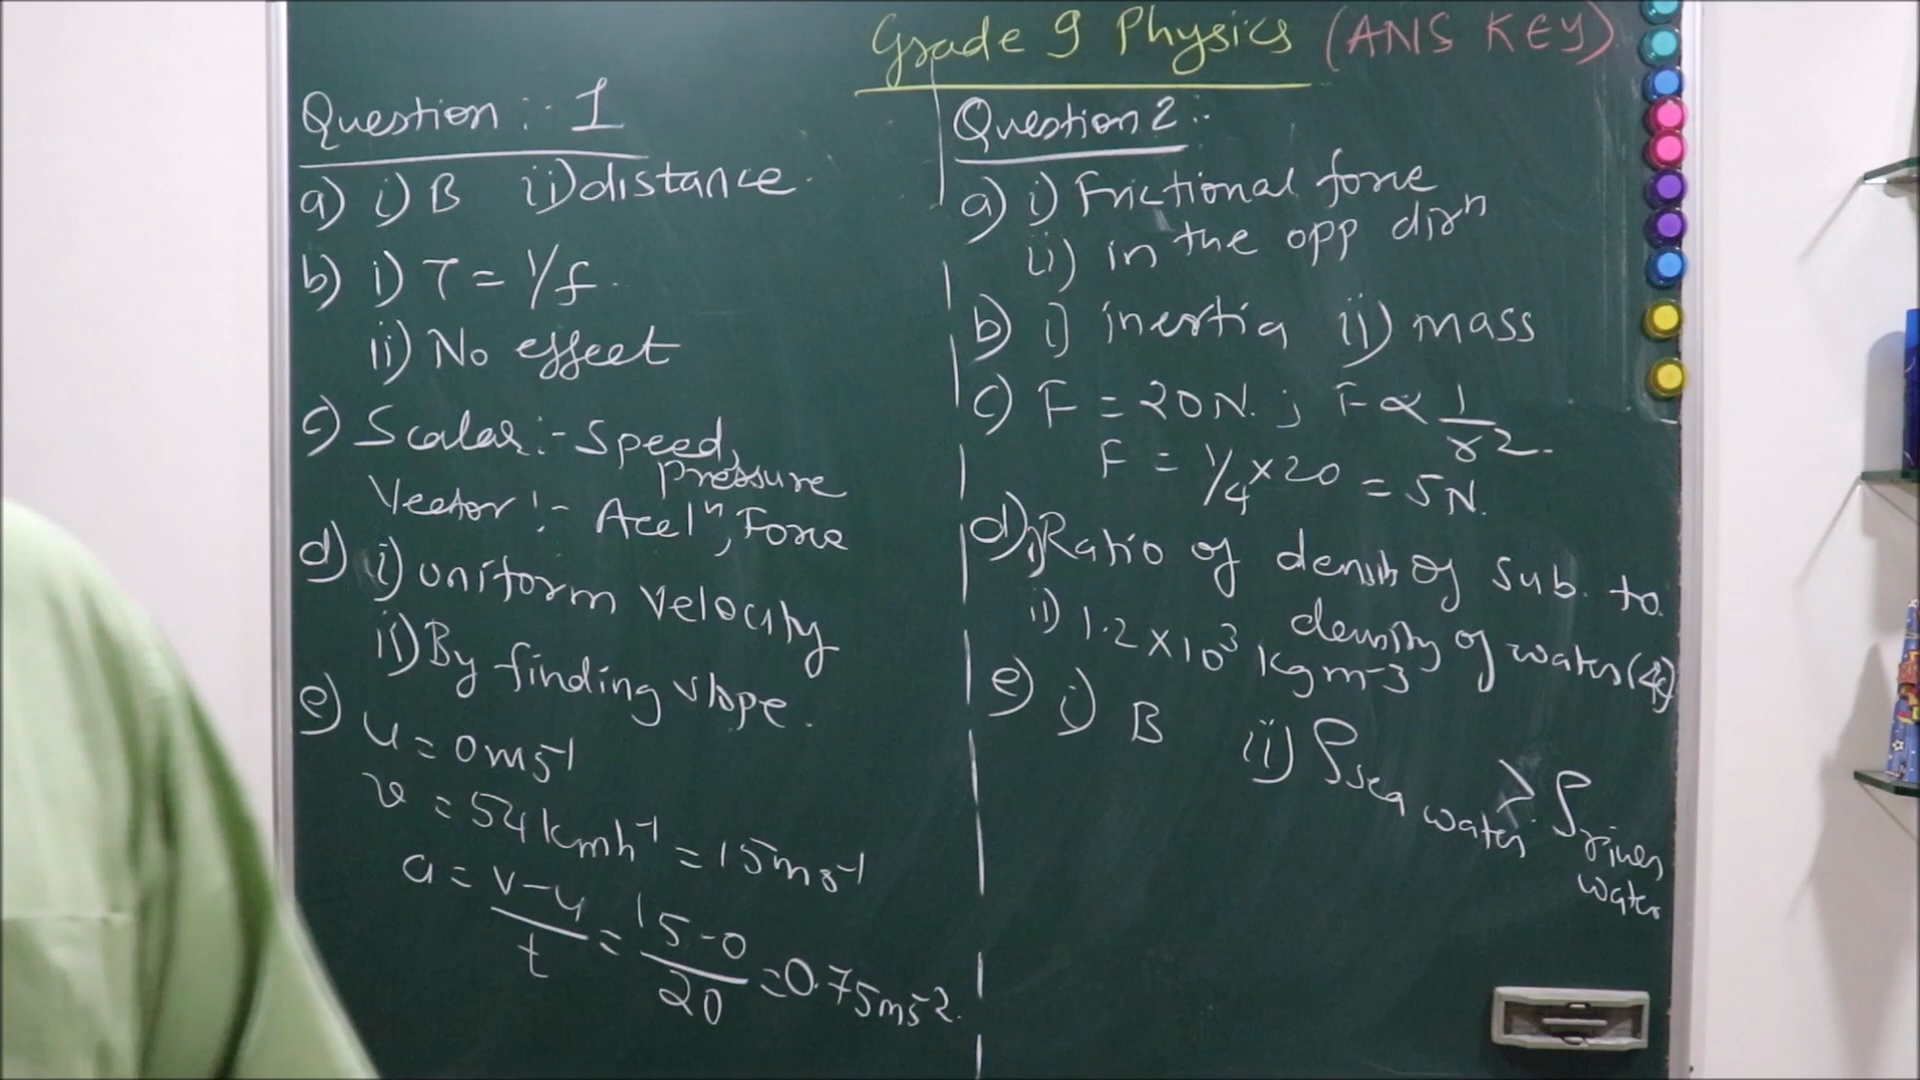 Grade 9 Physics (ANS KEY)
Question :- 1
a) i) B ii) distance.
b) i) T = 1/f.
ii) No effect
c) Scalar :- Speed,
pressure
Vector :- Accl^n, Force
d) i) uniform velocity
ii) By finding slope.
e) u = 0 ms⁻¹
v = 54 kmh⁻¹ = 15 ms⁻¹
a = v-u/t = 15-0/20 = 0.75 ms⁻².
Question 2 :-
a) i) Frictional force
ii) in the opp dir^n
b) i) inertia ii) mass
c) F = 20 N. ; F ∝ 1/r².
F = 1/4 × 20 = 5 N.
d) i) Ratio of density of sub. to
density of water (4
ii) 1.2 × 10³ kgm⁻³
e) i) B ii) ρ sea water > ρ river water